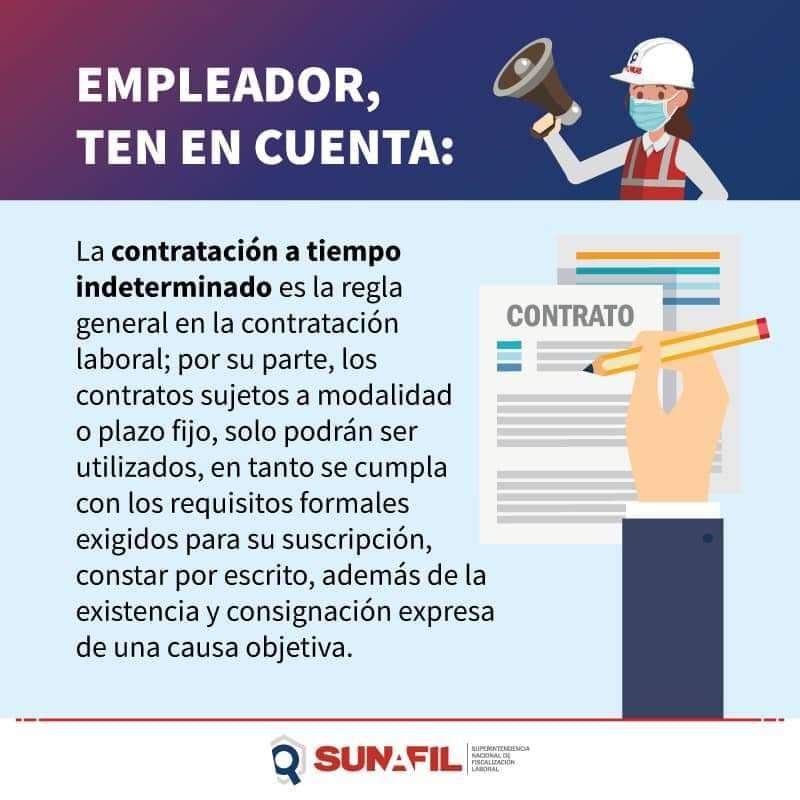 EMPLEADOR,
TEN EN CUENTA:
La contratación a tiempo
indeterminado es la regla
general en la contratación
laboral; por su parte, los
contratos sujetos a modalidad
o plazo fijo, solo podrán ser
utilizados, en tanto se cumpla
con los requisitos formales
exigidos para su suscripción,
constar por escrito, además de la
existencia y consignación expresa
de una causa objetiva.
CONTRATO
SUNAFIL
SUPERINTENDENCIA
NACIONAL DE
FISCALIZACIÓN
LABORAL